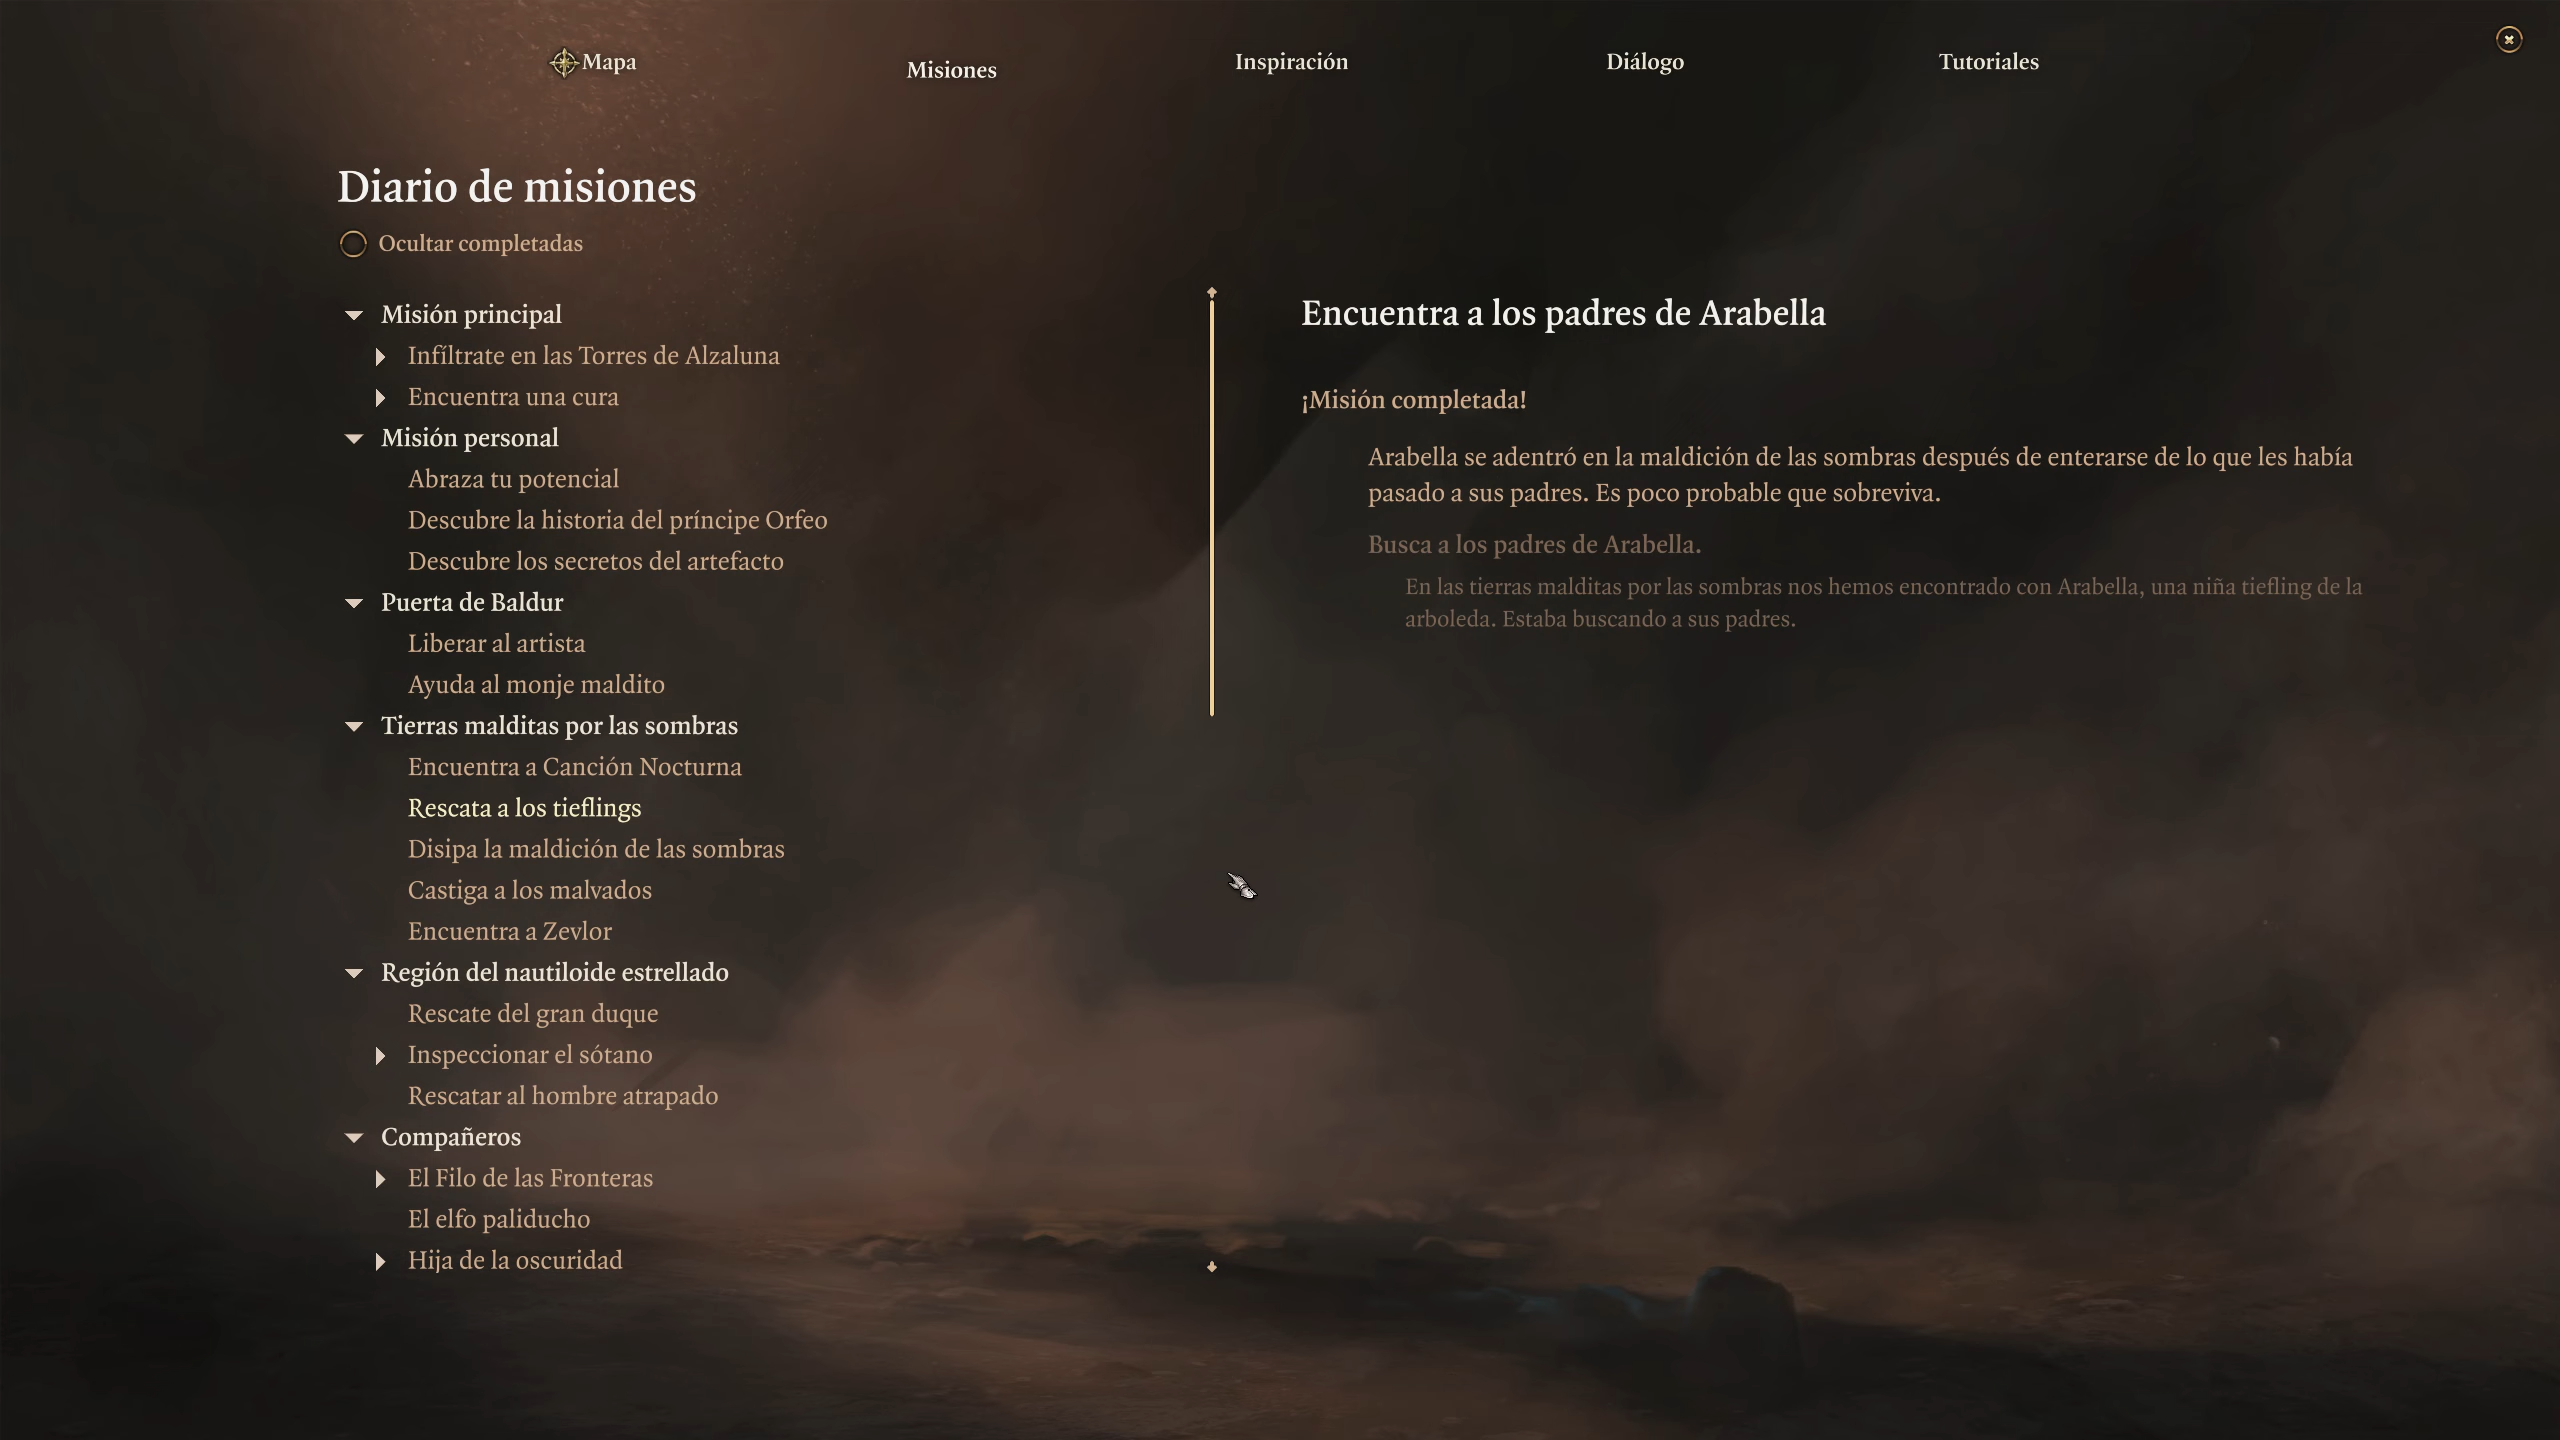 Mapa
Misiones
Inspiración
Diálogo
Tutoriales
Diario de misiones
Ocultar completadas
Misión principal
Infíltrate en las Torres de Alzaluna
Encuentra una cura
Misión personal
Abraza tu potencial
Descubre la historia del príncipe Orfeo
Descubre los secretos del artefacto
Puerta de Baldur
Liberar al artista
Ayuda al monje maldito
Tierras malditas por las sombras
Encuentra a Canción Nocturna
Rescata a los tieflings
Disipa la maldición de las sombras
Castiga a los malvados
Encuentra a Zevlor
Región del nautiloide estrellado
Rescate del gran duque
Inspeccionar el sótano
Rescatar al hombre atrapado
Compañeros
El Filo de las Fronteras
El elfo paliducho
Hija de la oscuridad
Encuentra a los padres de Arabella
¡Misión completada!
Arabella se adentró en la maldición de las sombras después de enterarse de lo que les había
pasado a sus padres. Es poco probable que sobreviva.
Busca a los padres de Arabella.
En las tierras malditas por las sombras nos hemos encontrado con Arabella, una niña tiefling de la
arboleda. Estaba buscando a sus padres.